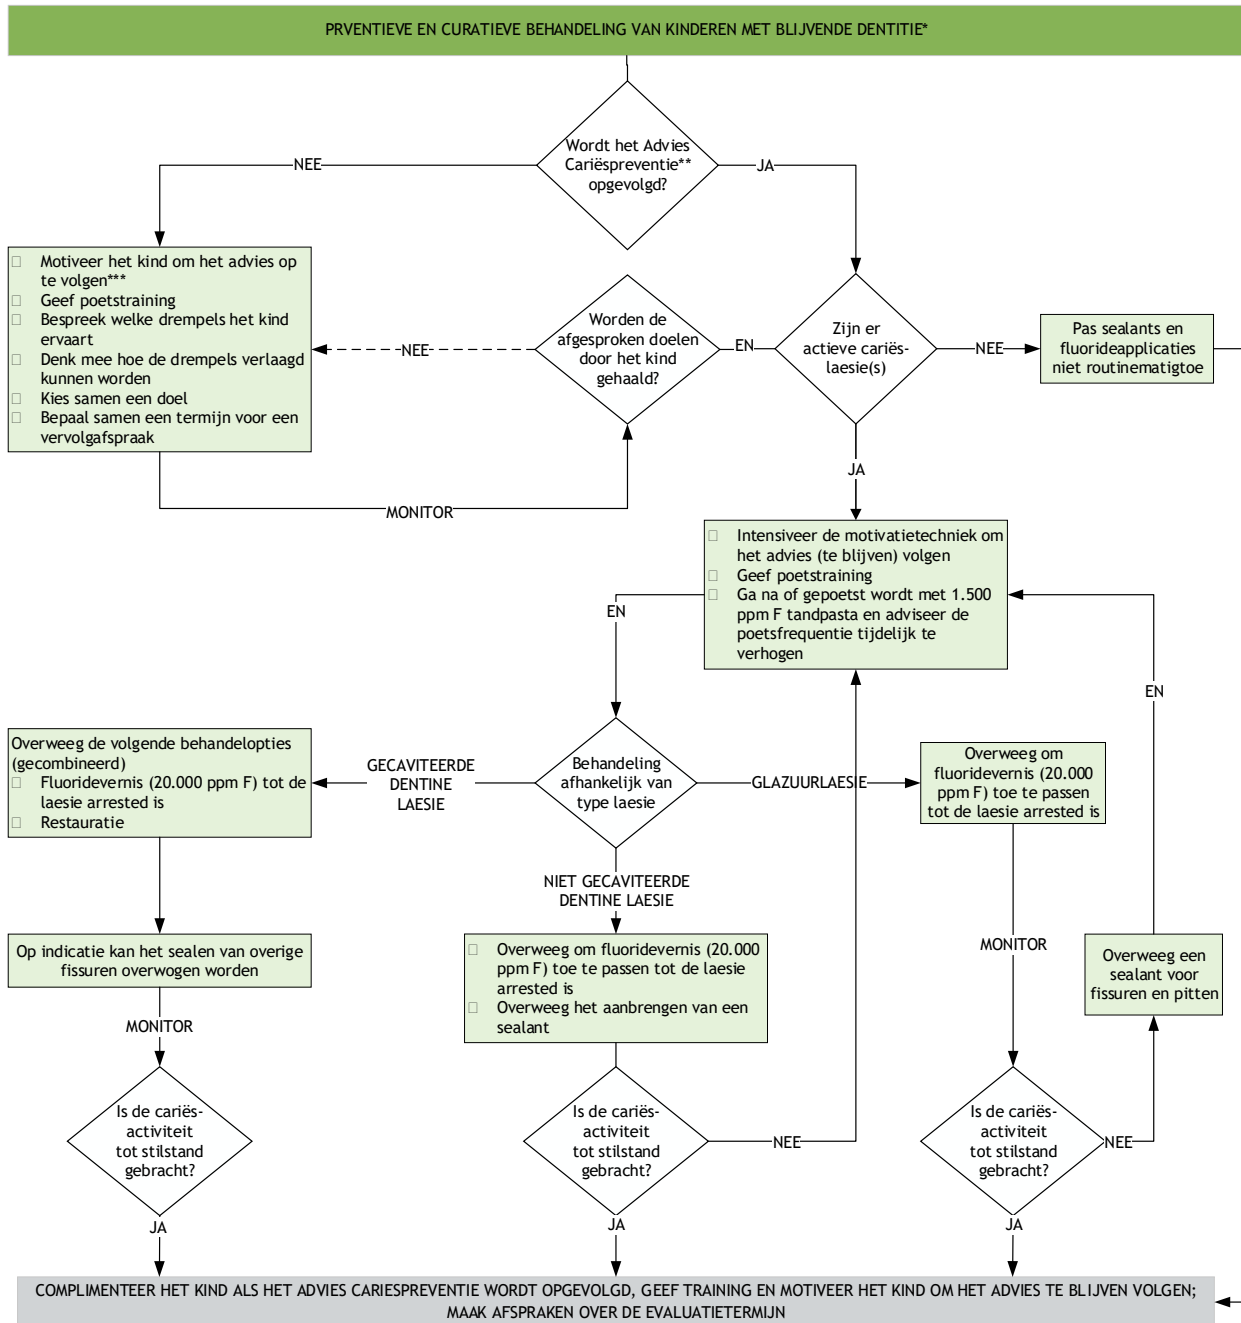 PRVENTIEVE EN CURATIEVE BEHANDELING VAN KINDEREN MET BLIJVENDE DENTITIE*
Wordt het Advies
Cariëspreventie**
opgevolgd?
NEE
JA
Motiveer het kind om het advies op
te volgen***
Geef poetstraining
Bespreek welke drempels het kind
ervaart
Denk mee hoe de drempels verlaagd
kunnen worden
Kies samen een doel
Bepaal samen een termijn voor een
vervolgafspraak
NEE
Worden de
afgesproken doelen
door het kind
gehaald?
EN
Zijn er
actieve cariës-
laesie(s)
NEE
Pas sealants en
fluorideapplicaties
niet routinematigtoe
MONITOR
JA
Intensiveer de motivatietechniek om
het advies (te blijven) volgen
Geef poetstraining
Ga na of gepoetst wordt met 1.500
ppm F tandpasta en adviseer de
poetsfrequentie tijdelijk te
verhogen
EN
EN
Overweeg de volgende behandelopties
(gecombineerd)
Fluoridevernis (20.000 ppm F) tot de
laesie arrested is
Restauratie
GECAVITEERDE
DENTINE
LAESIE
Behandeling
afhankelijk van
type laesie
GLAZUURLAESIE
Overweeg om
fluoridevernis (20.000
ppm F) toe te passen
tot de laesie arrested is
NIET GECAVITEERDE
DENTINE LAESIE
Op indicatie kan het sealen van overige
fissuren overwogen worden
Overweeg om fluoridevernis (20.000
ppm F) toe te passen tot de laesie
arrested is
Overweeg het aanbrengen van een
sealant
MONITOR
Overweeg een
sealant voor
fissuren en pitten
MONITOR
Is de cariës-
activiteit
tot stilstand
gebracht?
Is de cariës-
activiteit
tot stilstand
gebracht?
NEE
Is de cariës-
activiteit
tot stilstand
gebracht?
NEE
JA
JA
JA
COMPLIMENTEER HET KIND ALS HET ADVIES CARIESPREVENTIE WORDT OPGEVOLGD, GEEF TRAINING EN MOTIVEER HET KIND OM HET ADVIES TE BLIJVEN VOLGEN;
MAAK AFSPRAKEN OVER DE EVALUATIETERMIJN